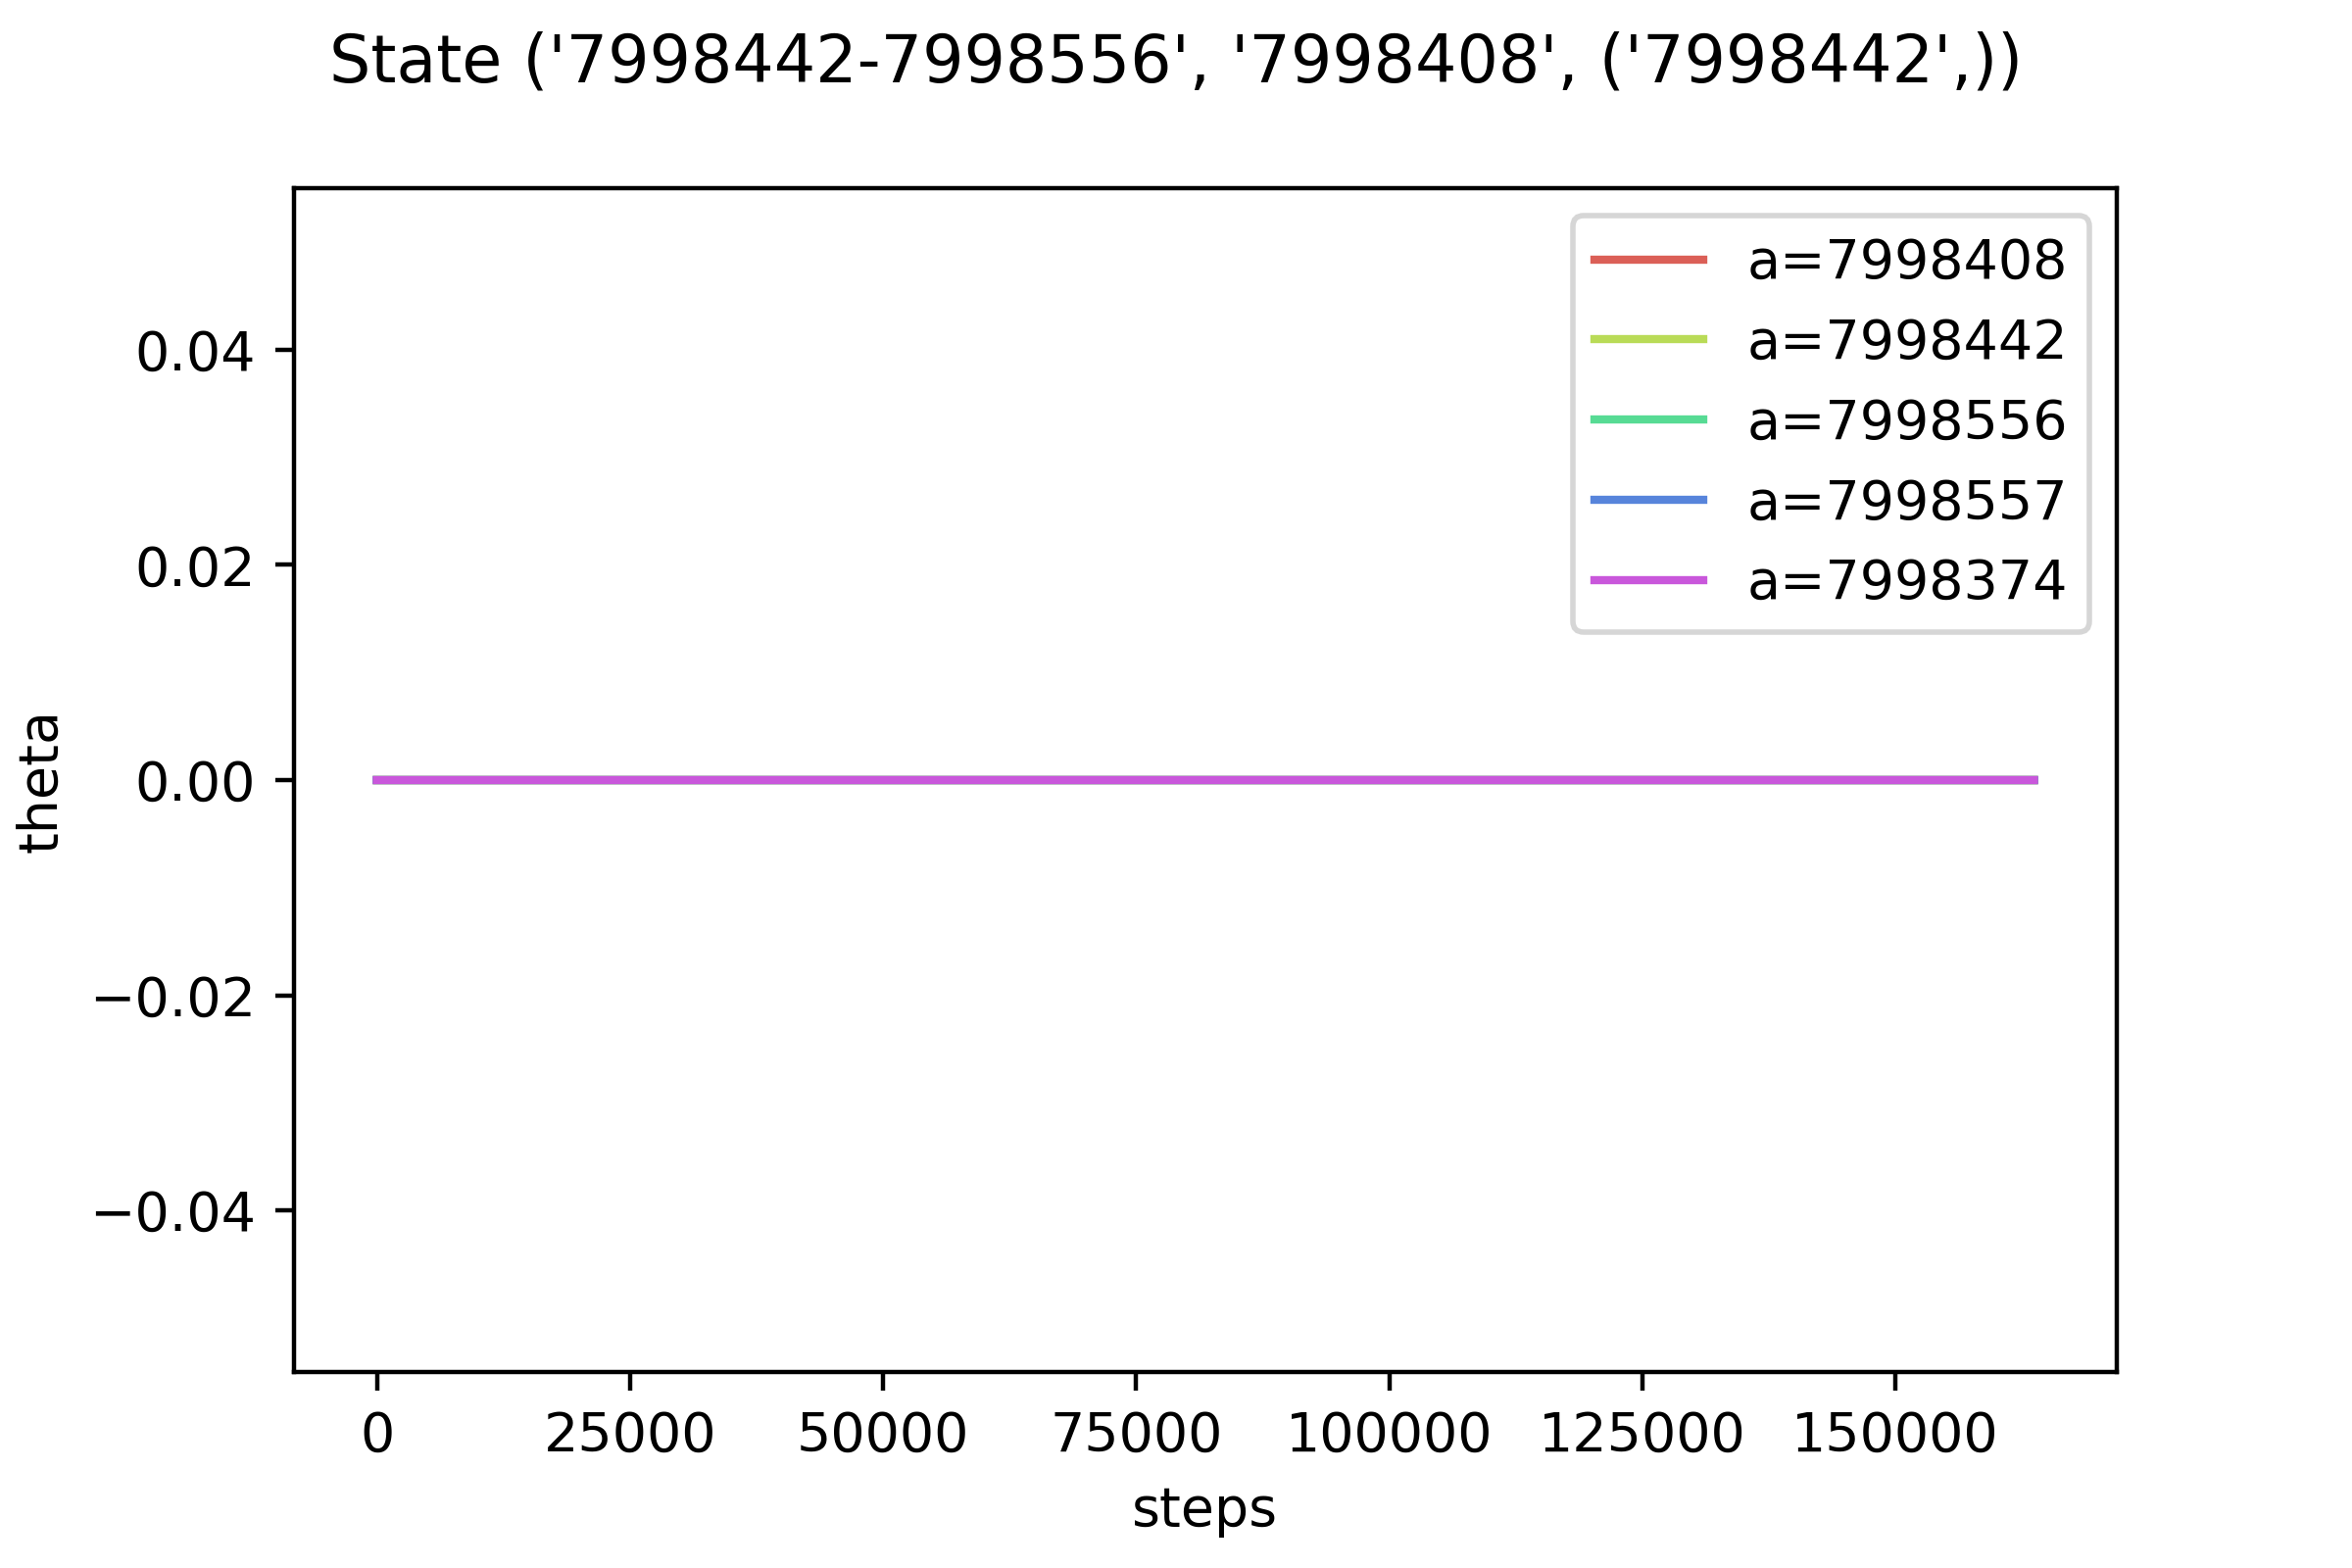 State ('7998442-7998556', '7998408', ('7998442',))
a=7998408
a=7998442
a=7998556
a=7998557
a=7998374
0.04
0.02
0.00
−0.02
−0.04
theta
0 25000 50000 75000 100000 125000 150000
steps